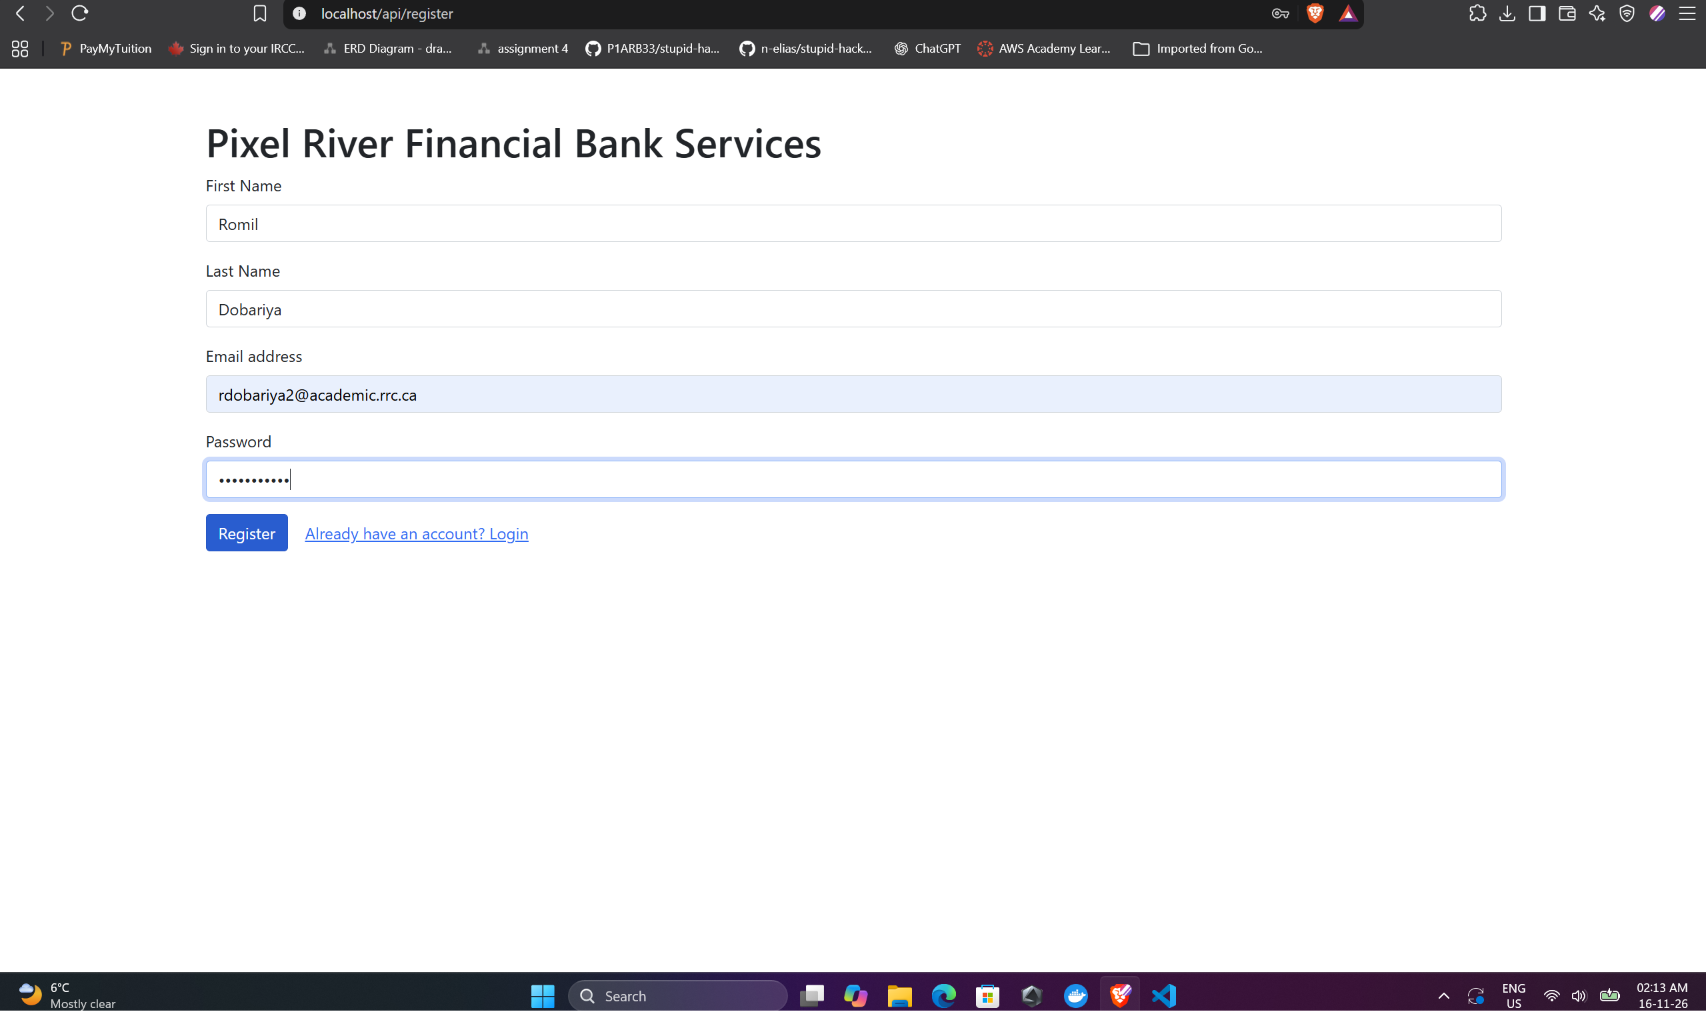 localhost/api/register
PayMyTuition Sign in to your IRCC... ERD Diagram - dra... assignment 4 P1ARB33/stupid-ha... n-elias/stupid-hack... ChatGPT AWS Academy Lear... Imported from Go...
Pixel River Financial Bank Services
First Name
Romil
Last Name
Dobariya
Email address
rdobariya2@academic.rrc.ca
Password
•••••••••••
Register Already have an account? Login
6°C
Mostly clear
Search
ENG
US
02:13 AM
16-11-26